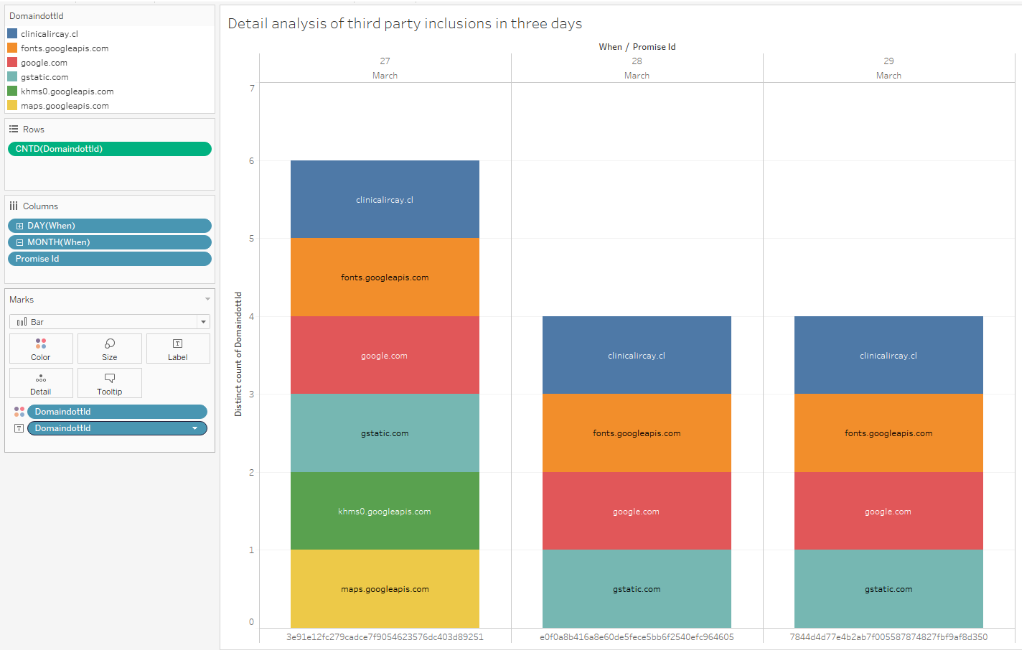 DomaindottId
clinicalircay.cl
fonts.googleapis.com
google.com
gstatic.com
khms0.googleapis.com
maps.googleapis.com
Rows
CNTD(DomaindottId)
Columns
DAY(When)
MONTH(When)
Promise Id
Marks
Bar
Color Size Label
Detail Tooltip
DomaindottId
DomaindottId
Detail analysis of third party inclusions in three days
When / Promise Id
27 28 29
March March March
Distinct count of DomaindottId
7
6
5
4
3
2
1
0
clinicalircay.cl
fonts.googleapis.com
google.com
gstatic.com
khms0.googleapis.com
maps.googleapis.com
clinicalircay.cl
fonts.googleapis.com
google.com
gstatic.com
clinicalircay.cl
fonts.googleapis.com
google.com
gstatic.com
3e91e12fc279cadce7f9054623576dc403d89251 e0f0a8b416a8e60de5fece5bb6f2540efc964605 7844d4d77e4b2ab7f005587874827fbf9af8d350